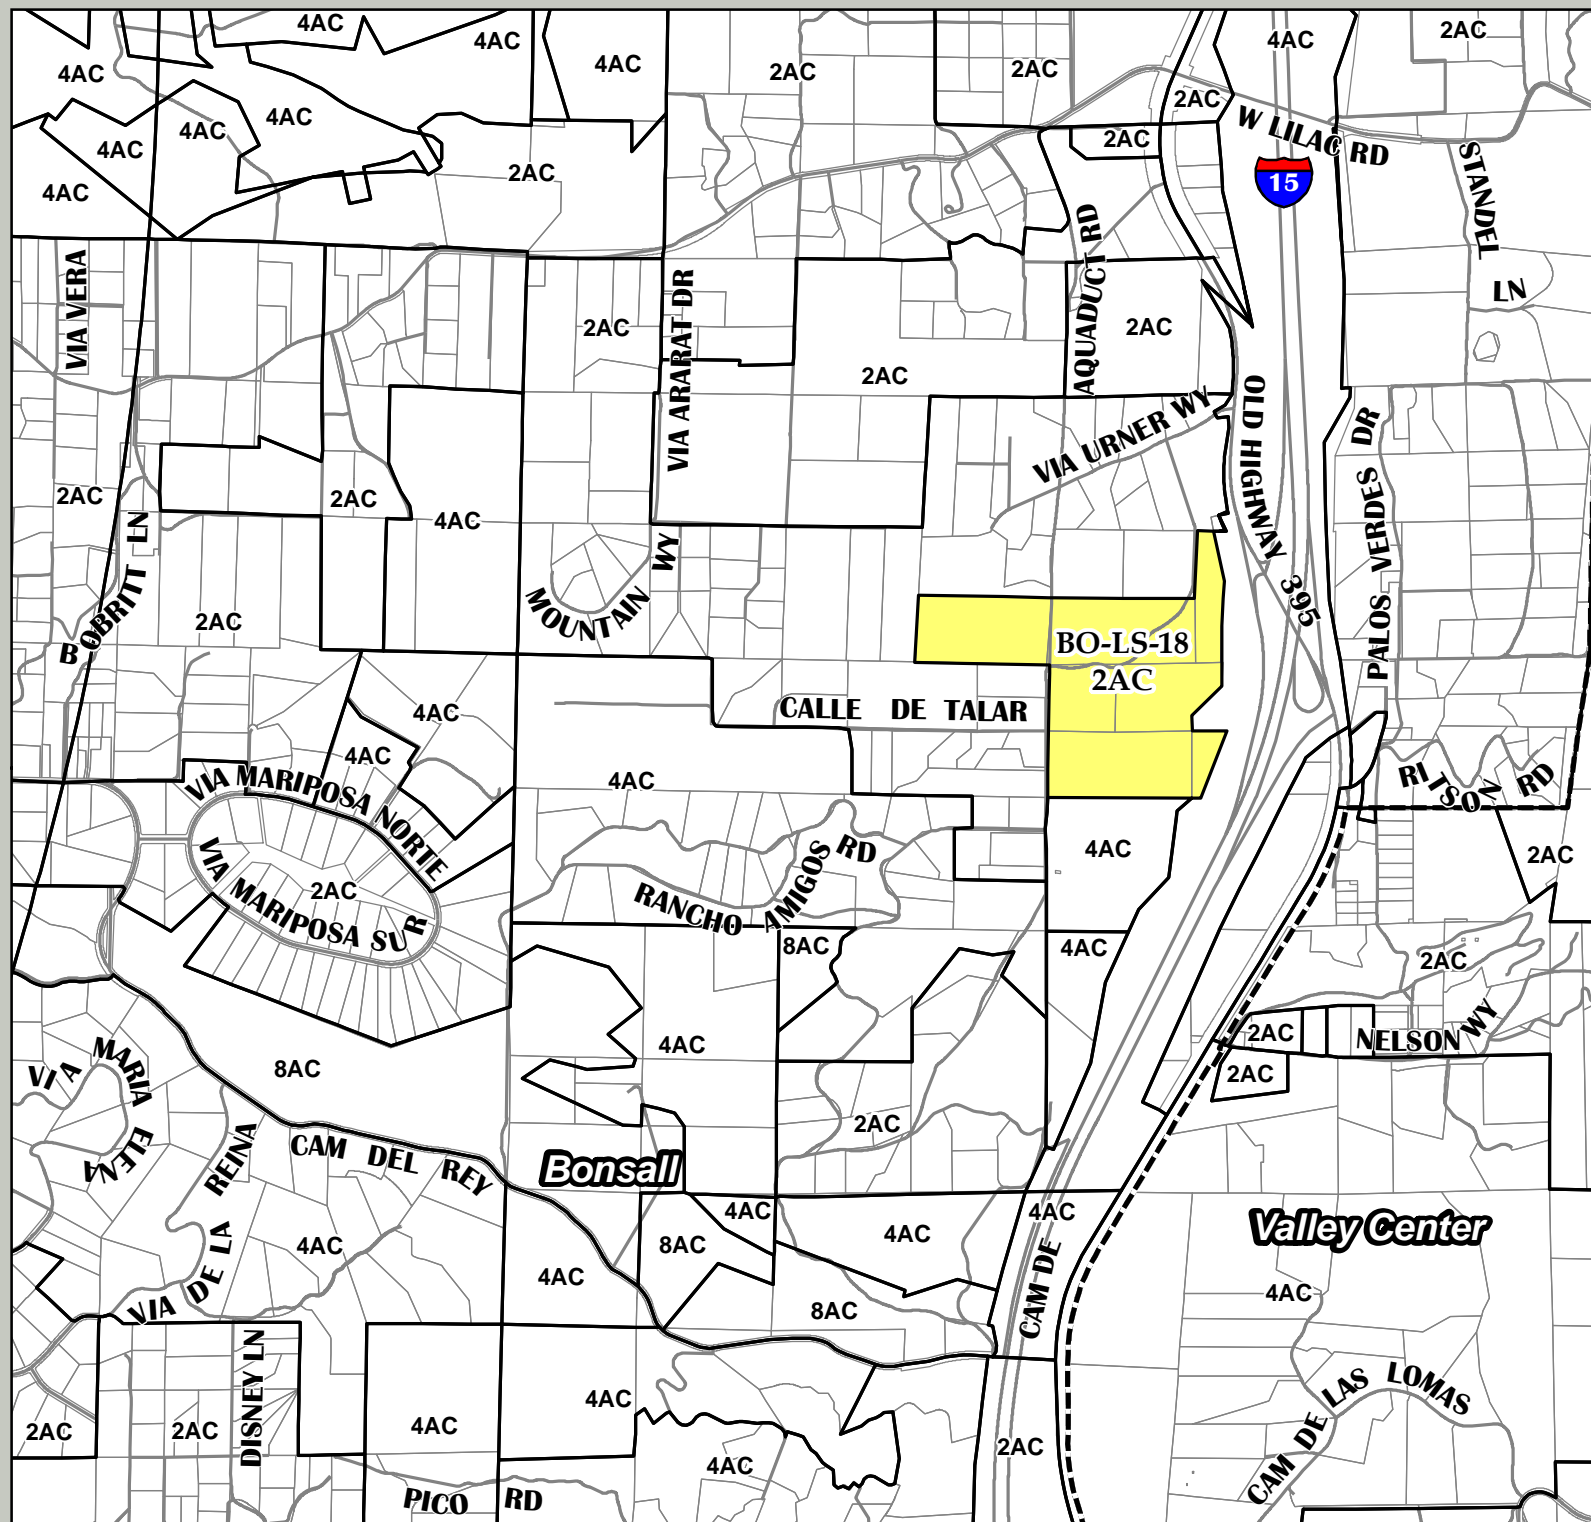 4AC
4AC
4AC
2AC
4AC
2AC
4AC
4AC
2AC
2AC
4AC
4AC
4AC
2AC
W LILAC RD
4AC
2AC
15
STANDEL
LN
VIA VERA
2AC
VIA ARARAT DR
AQUADUCT RD
2AC
2AC
OLD HIGHWAY 395
VIA URNER WY
PALOS VERDES DR
2AC
2AC
4AC
BOBRITT LN
2AC
MOUNTAIN WY
BO-LS-18
2AC
4AC
CALLE DE TALAR
4AC
4AC
RITSON RD
VIA MARIPOSA NORTE
4AC
2AC
2AC
VIA MARIPOSA SUR
RANCHO AMIGOS RD
8AC
4AC
2AC
4AC
2AC
NELSON WY
8AC
2AC
VIA MARIA ELENA
2AC
CAM DEL REY
Bonsall
REINA
VIA DE LA
4AC
4AC
4AC
4AC
8AC
Valley Center
4AC
4AC
8AC
CAM DE
DISNEY LN
2AC
2AC
4AC
4AC
4AC
2AC
CAM DE LAS LOMAS
PICO RD